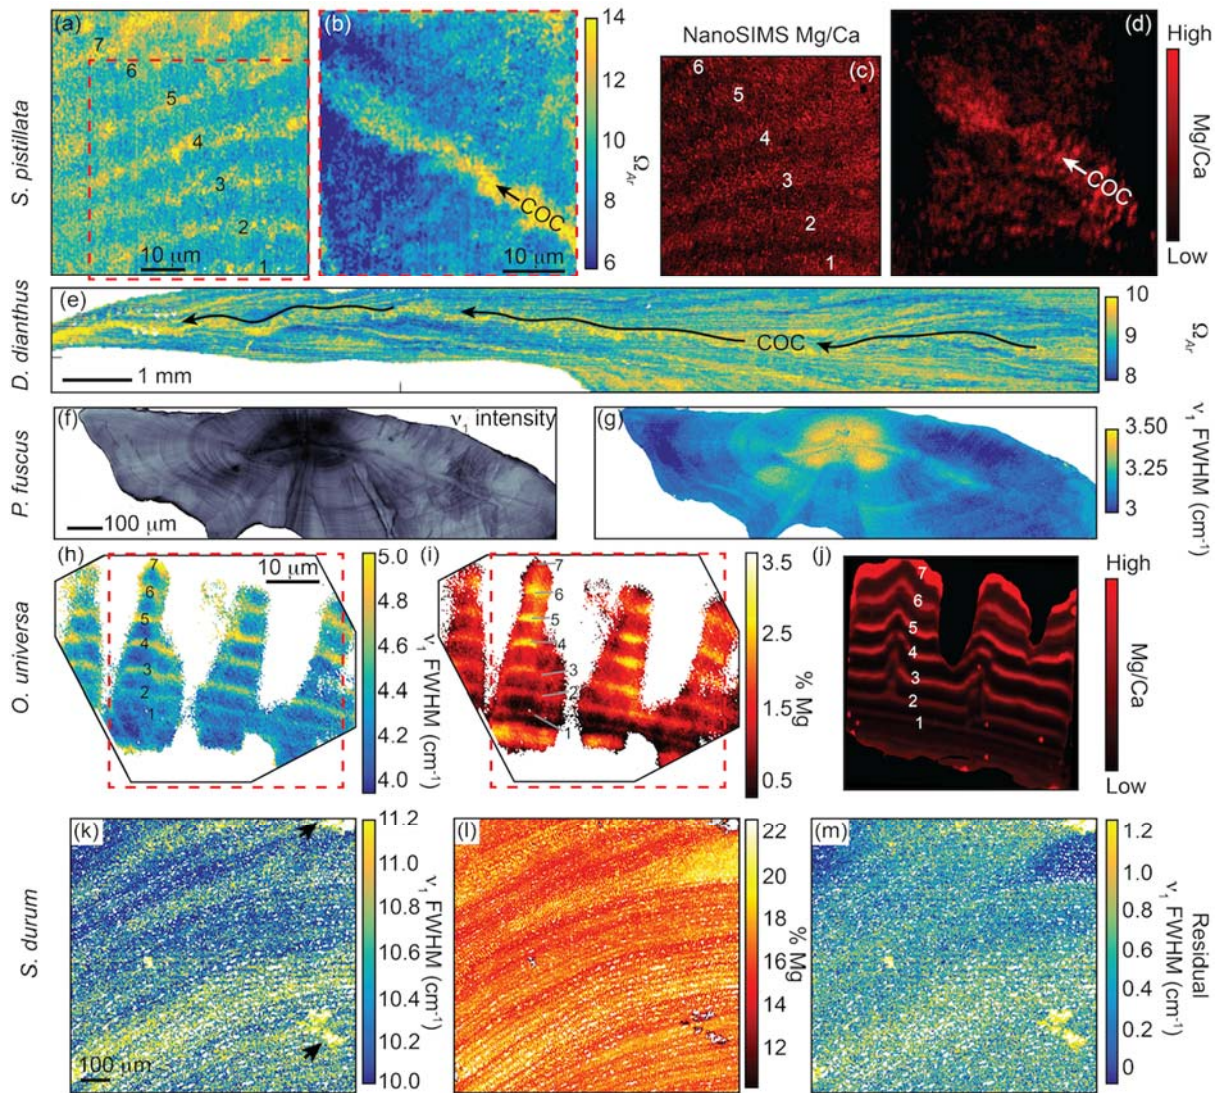 (a)
7
6
5
4
3
2
1
10 μm
S. pistillata
(b)
COC
10 μm
14
12
10
8
6
Ω_Ar
NanoSIMS Mg/Ca
(c)
6
5
4
3
2
1
(d)
COC
High
Mg/Ca
Low
(e)
D. dianthus
COC
1 mm
10
9
8
Ω_Ar
(f)
ν₁ intensity
P. fuscus
100 μm
(g)
3.50
3.25
3
ν₁ FWHM (cm⁻¹)
(h)
7
6
5
4
3
2
1
10 μm
O. universa
5.0
4.8
4.6
4.4
4.2
4.0
ν₁ FWHM (cm⁻¹)
(i)
7
6
5
4
3
2
1
3.5
2.5
1.5
0.5
% Mg
(j)
7
6
5
4
3
2
1
High
Mg/Ca
Low
(k)
S. durum
100 μm
11.2
11.0
10.8
10.6
10.4
10.2
10.0
ν₁ FWHM (cm⁻¹)
(l)
22
20
18
16
14
12
% Mg
(m)
1.2
1.0
0.8
0.6
0.4
0.2
0
Residual
ν₁ FWHM (cm⁻¹)